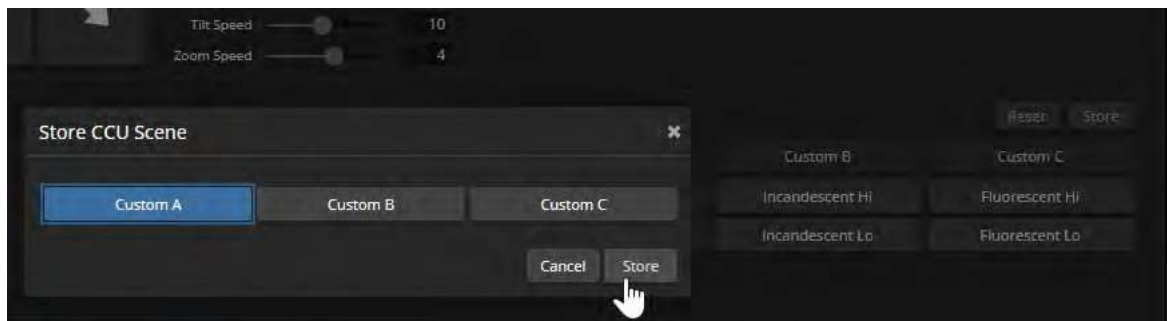 Tilt Speed 10
Zoom Speed 4
Reset Store
Store CCU Scene
Custom B Custom C
Custom A Custom B Custom C
Incandescent Hi Fluorescent Hi
Incandescent Lo Fluorescent Lo
Cancel Store